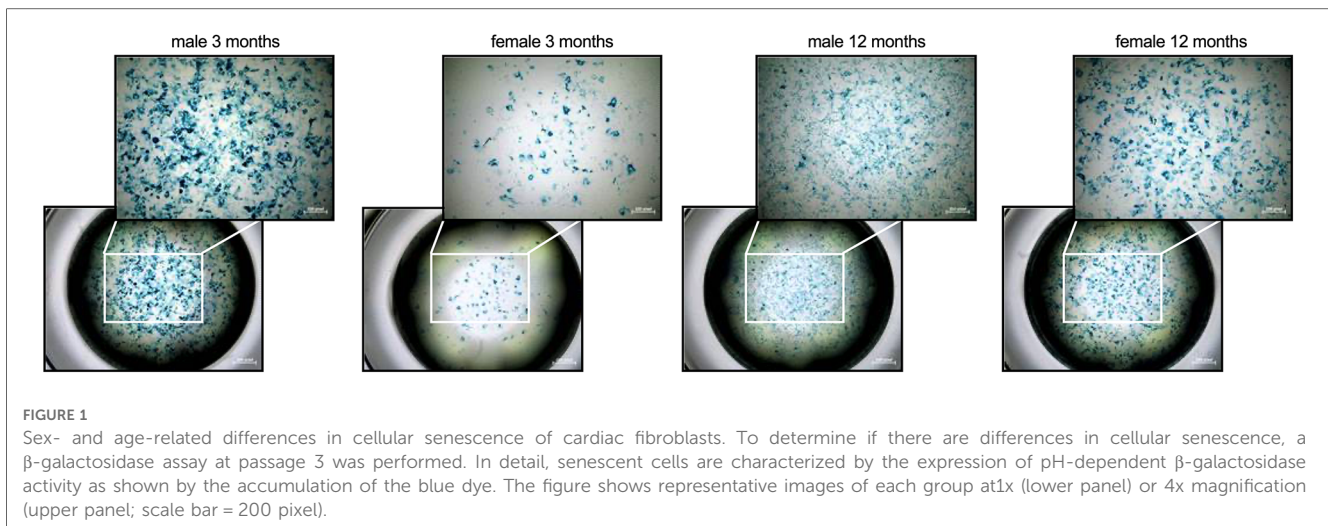 male 3 months
female 3 months
male 12 months
female 12 months
FIGURE 1
Sex- and age-related differences in cellular senescence of cardiac fibroblasts. To determine if there are differences in cellular senescence, a
β-galactosidase assay at passage 3 was performed. In detail, senescent cells are characterized by the expression of pH-dependent β-galactosidase
activity as shown by the accumulation of the blue dye. The figure shows representative images of each group at1x (lower panel) or 4x magnification
(upper panel; scale bar = 200 pixel).